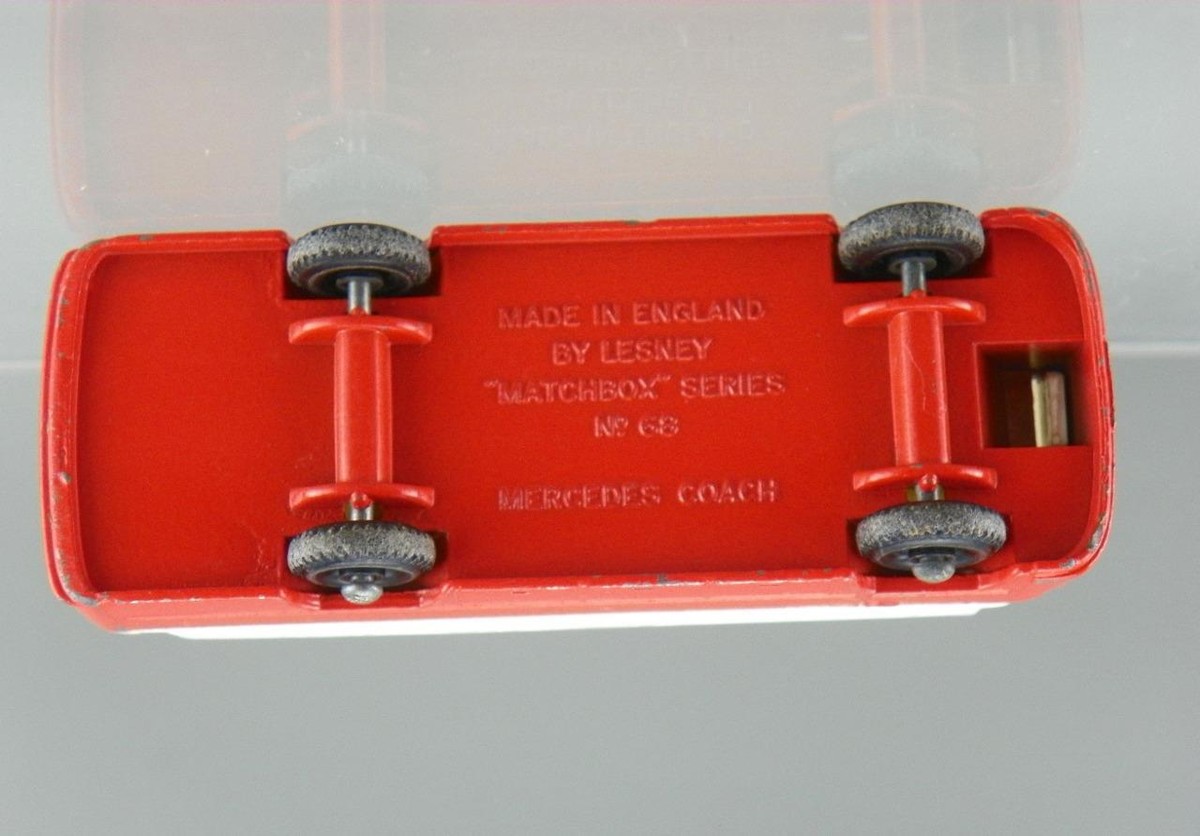 MADE IN ENGLAND
BY LESNEY
"MATCHBOX" SERIES
Nº 68
MERCEDES COACH